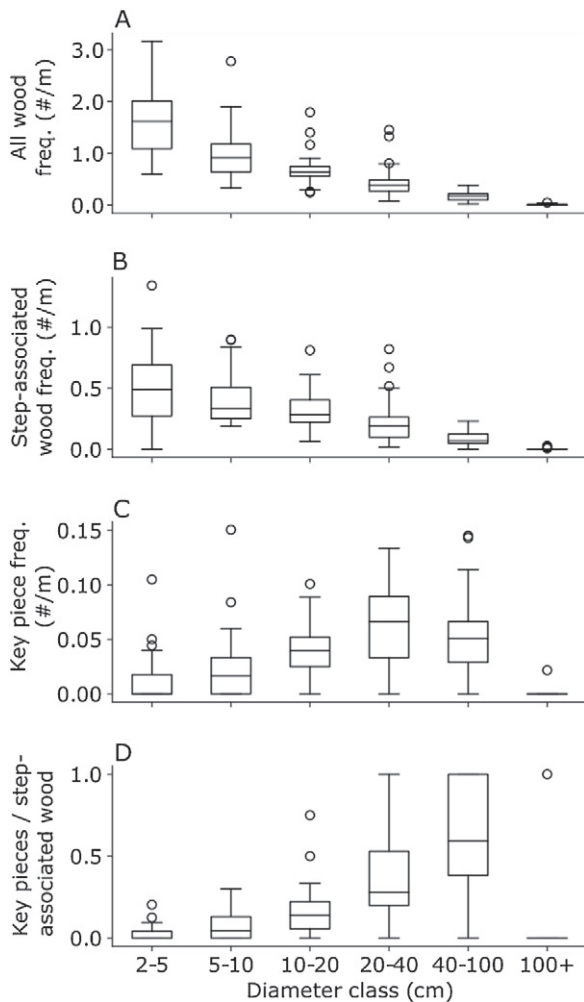 A
All wood
freq. (#/m)
3.0
2.0
1.0
0.0
B
Step-associated
wood freq. (#/m)
1.0
0.5
0.0
C
Key piece freq.
(#/m)
0.15
0.10
0.05
0.00
D
Key pieces / step-
associated wood
1.0
0.5
0.0
2-5 5-10 10-20 20-40 40-100 100+
Diameter class (cm)